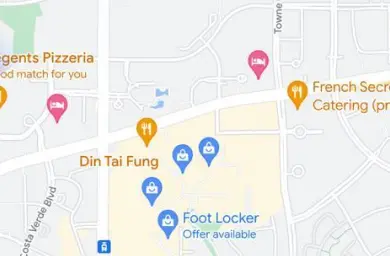 Towne
egents Pizzeria
od match for you
French Secre
Catering (pr
Din Tai Fung
Foot Locker
Offer available
Costa Verde Blvd